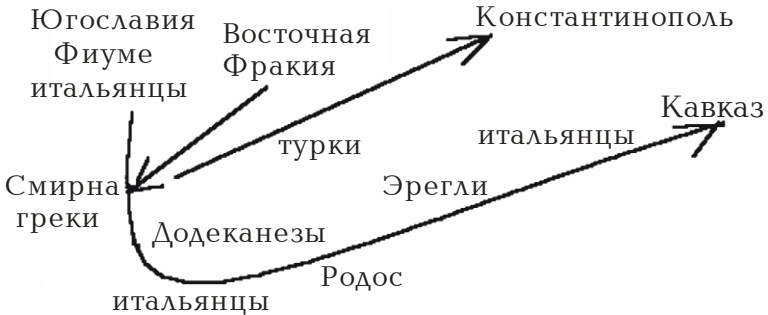 Югославия
Фиуме
итальянцы
Восточная
Фракия
Константинополь
турки
итальянцы
Кавказ
Смирна
греки
Эрегли
Додеканезы
Родос
итальянцы